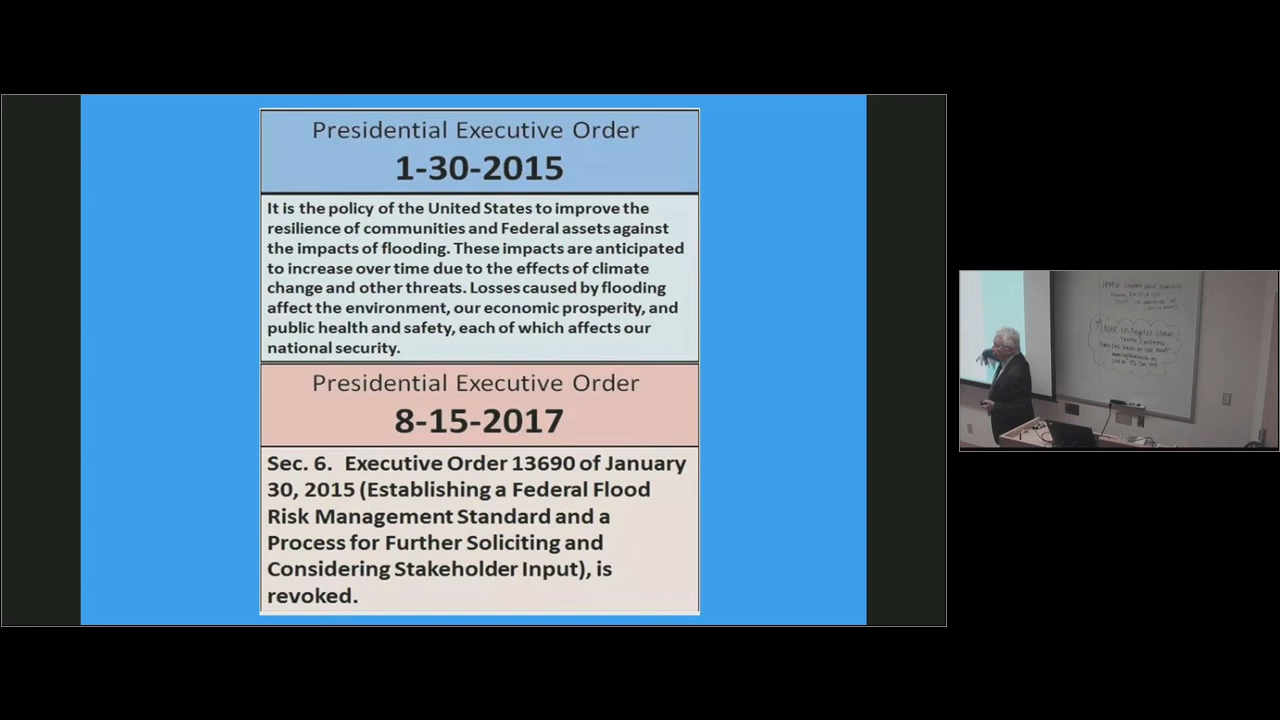 Presidential Executive Order
1-30-2015
It is the policy of the United States to improve the
resilience of communities and Federal assets against
the impacts of flooding. These impacts are anticipated
to increase over time due to the effects of climate
change and other threats. Losses caused by flooding
affect the environment, our economic prosperity, and
public health and safety, each of which affects our
national security.
Presidential Executive Order
8-15-2017
Sec. 6. Executive Order 13690 of January
30, 2015 (Establishing a Federal Flood
Risk Management Standard and a
Process for Further Soliciting and
Considering Stakeholder Input), is
revoked.